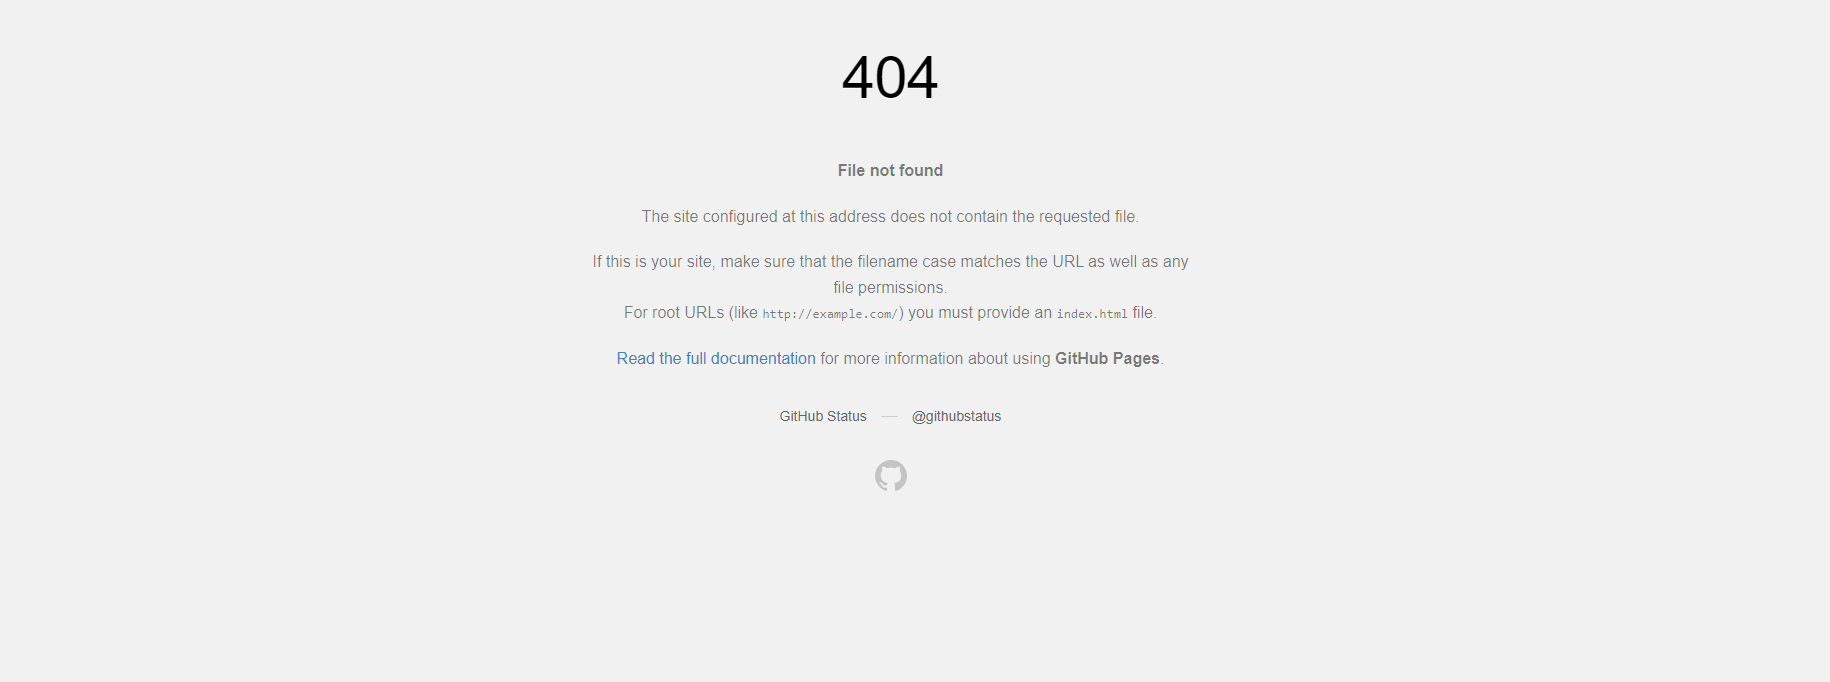 404
File not found
The site configured at this address does not contain the requested file.
If this is your site, make sure that the filename case matches the URL as well as any
file permissions.
For root URLs (like http://example.com/) you must provide an index.html file.
Read the full documentation for more information about using GitHub Pages.
GitHub Status — @githubstatus